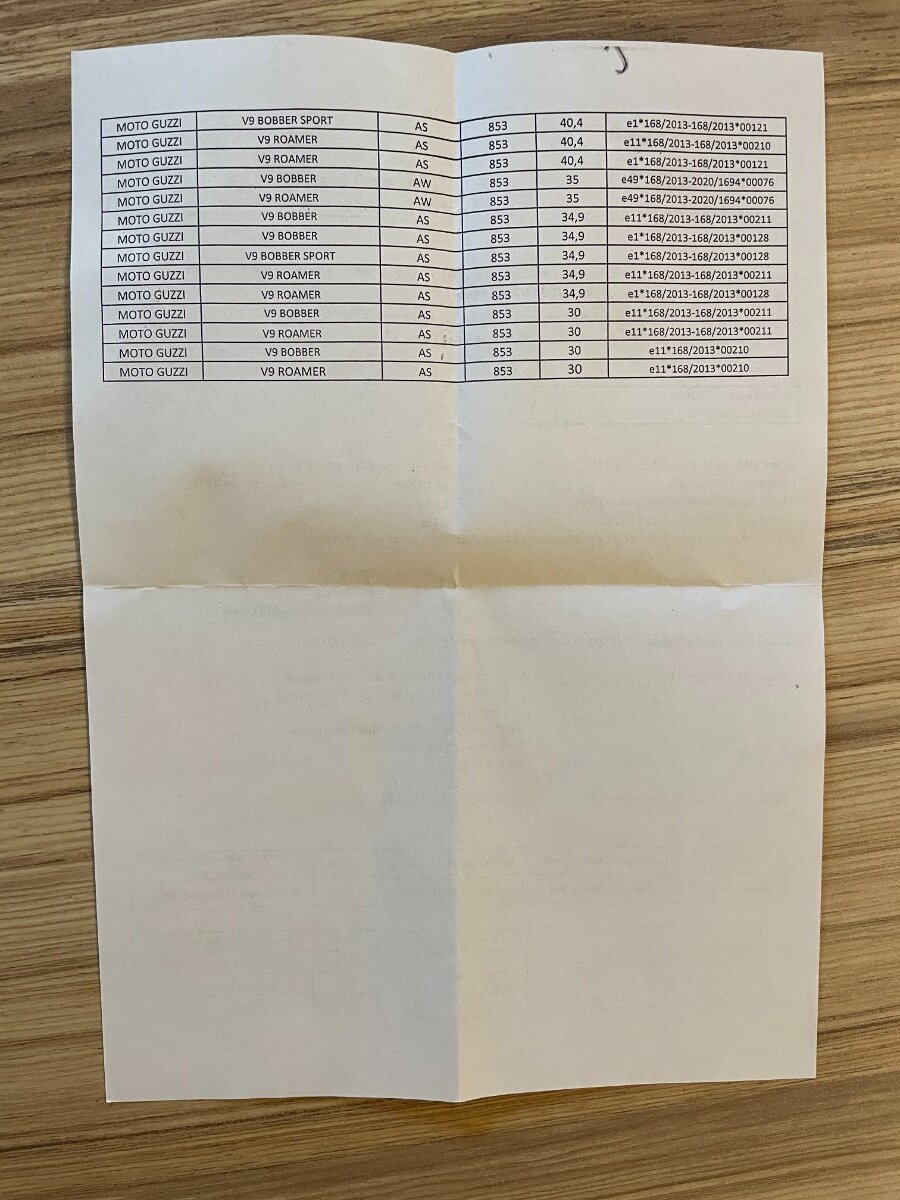 MOTO GUZZI V9 BOBBER SPORT AS 853 40,4 e1*168/2013-168/2013*00121
MOTO GUZZI V9 ROAMER AS 853 40,4 e11*168/2013-168/2013*00210
MOTO GUZZI V9 ROAMER AS 853 40,4 e1*168/2013-168/2013*00121
MOTO GUZZI V9 BOBBER AW 853 35 e49*168/2013-2020/1694*00076
MOTO GUZZI V9 ROAMER AW 853 35 e49*168/2013-2020/1694*00076
MOTO GUZZI V9 BOBBER AS 853 34,9 e11*168/2013-168/2013*00211
MOTO GUZZI V9 BOBBER AS 853 34,9 e1*168/2013-168/2013*00128
MOTO GUZZI V9 BOBBER SPORT AS 853 34,9 e1*168/2013-168/2013*00128
MOTO GUZZI V9 ROAMER AS 853 34,9 e11*168/2013-168/2013*00211
MOTO GUZZI V9 ROAMER AS 853 34,9 e1*168/2013-168/2013*00128
MOTO GUZZI V9 BOBBER AS 853 30 e11*168/2013-168/2013*00211
MOTO GUZZI V9 ROAMER AS 853 30 e11*168/2013-168/2013*00211
MOTO GUZZI V9 BOBBER AS 853 30 e11*168/2013*00210
MOTO GUZZI V9 ROAMER AS 853 30 e11*168/2013*00210